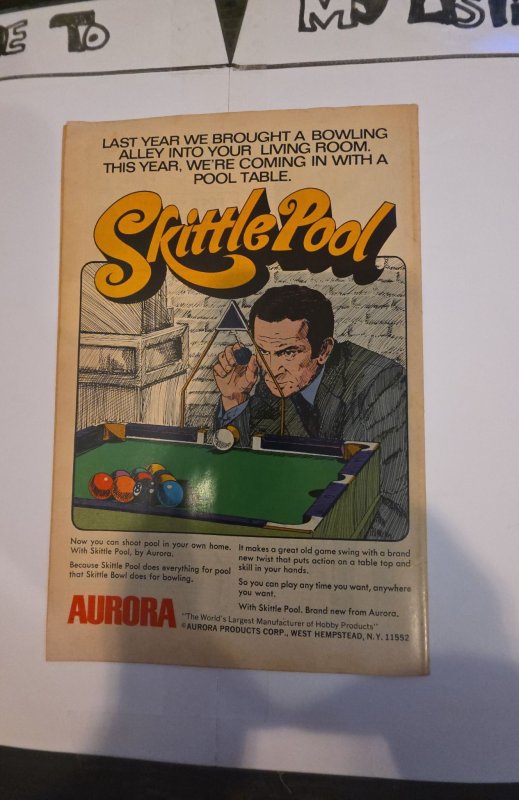 E TO
LAST YEAR WE BROUGHT A BOWLING
ALLEY INTO YOUR LIVING ROOM.
THIS YEAR, WE'RE COMING IN WITH A
POOL TABLE.
Skittle Pool
Now you can shoot pool in your own home.
With Skittle Pool, by Aurora.
Because Skittle Pool does everything for pool
that Skittle Bowl does for bowling.
It makes a great old game swing with a brand
new twist that puts action on a table top and
skill in your hands.
So you can play any time you want, anywhere
you want.
With Skittle Pool. Brand new from Aurora.
AURORA
"The World's Largest Manufacturer of Hobby Products"
©AURORA PRODUCTS CORP., WEST HEMPSTEAD, N.Y. 11552